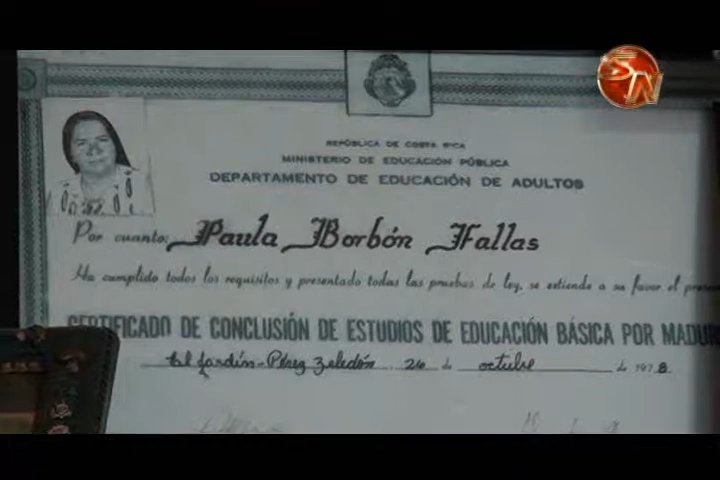 SN
REPÚBLICA DE COSTA RICA
MINISTERIO DE EDUCACIÓN PÚBLICA
DEPARTAMENTO DE EDUCACIÓN DE ADULTOS
Por cuanto: Paula Borbón Fallas
Ha cumplido todos los requisitos y presentado todas las pruebas de ley, se extiende a su favor el
CERTIFICADO DE CONCLUSIÓN DE ESTUDIOS DE EDUCACIÓN BÁSICA POR
El Jardín-Pérez Zeledón 26 de octubre de 1978